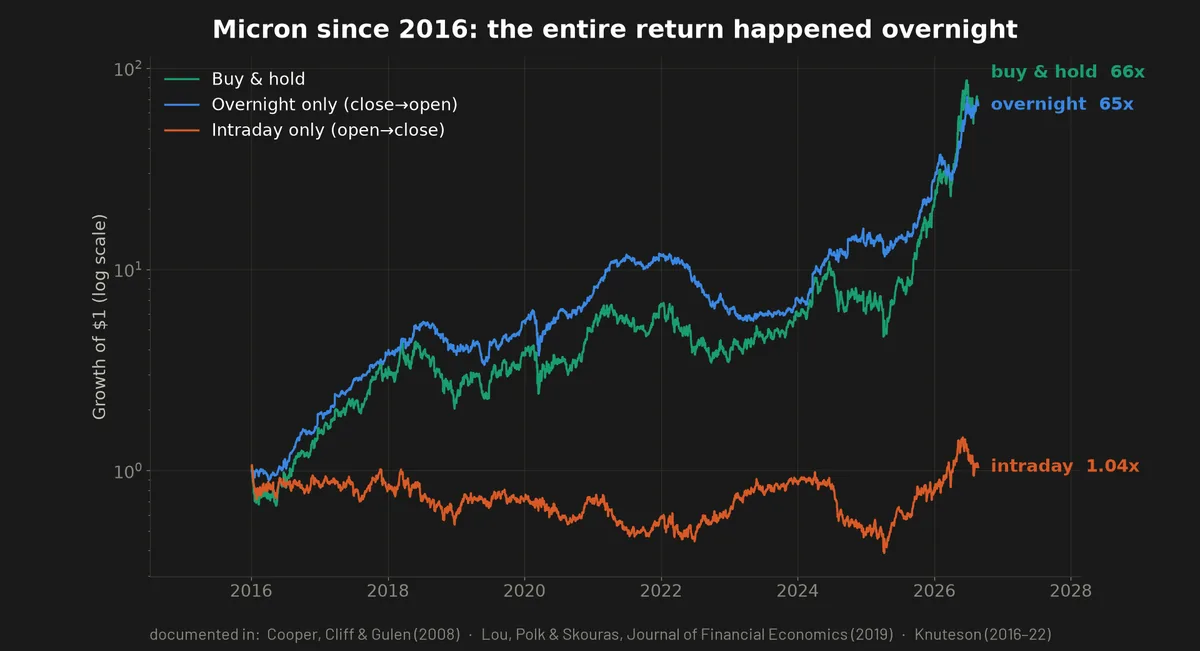 Micron since 2016: the entire return happened overnight
10²
buy & hold 66x
Buy & hold
Overnight only (close→open)
overnight 65x
Intraday only (open→close)
Growth of $1 (log scale)
10¹
10⁰
intraday 1.04x
2016 2018 2020 2022 2024 2026 2028
documented in: Cooper, Cliff & Gulen (2008) · Lou, Polk & Skouras, Journal of Financial Economics (2019) · Knuteson (2016–22)